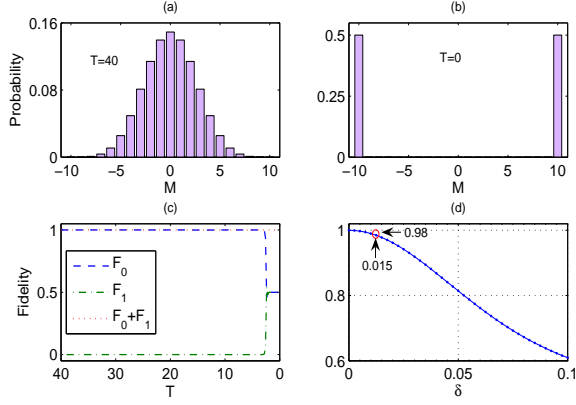 (a)
(b)
0.16
0.08
0
Probability
T=40
−10 −5 0 5 10
M
0.5
0.25
0
T=0
−10 −5 0 5 10
M
(c)
(d)
1
0.5
0
Fidelity
F0
F1
F0+F1
40 30 20 10 0
T
1
0.8
0.6
0.98
0.015
0 0.05 0.1
δ